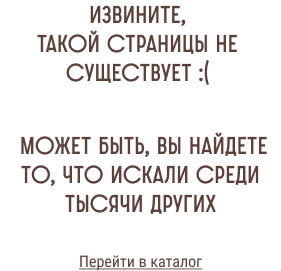 ИЗВИНИТЕ,
ТАКОЙ СТРАНИЦЫ НЕ
СУЩЕСТВУЕТ :(
МОЖЕТ БЫТЬ, ВЫ НАЙДЕТЕ
ТО, ЧТО ИСКАЛИ СРЕДИ
ТЫСЯЧИ ДРУГИХ
Перейти в каталог